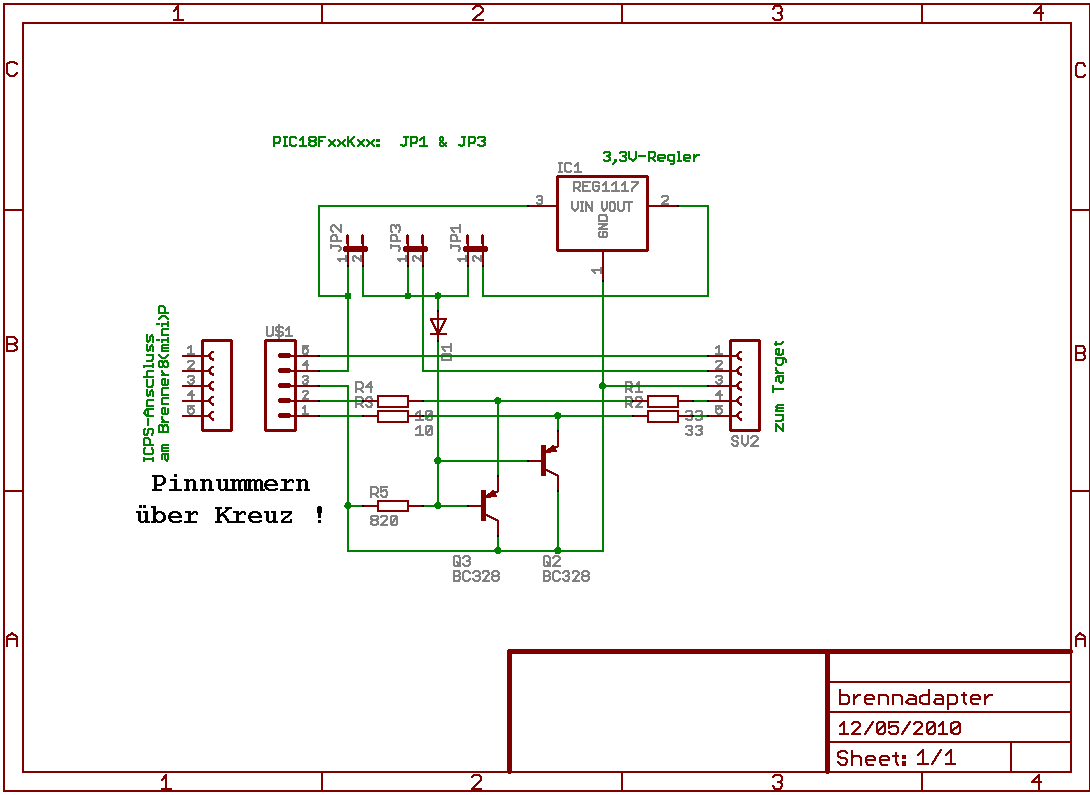 1 2 3 4
C C
PIC18FxxKxx: JP1 & JP3
3,3V-Regler
IC1
REG1117
3 VIN VOUT 2
GND
1
JP2 JP3 JP1
1 2 1 2 1 2
B B
ICPS-Anschluss
am Brenner8(mini)P
U$1
D1
zum Target
1 5 1
2 4 2
3 3 3
4 2 4
5 1 5
R4 R1
R3 R2
10 33
10 33
SV2
Pinnummern
über Kreuz !
R5
820
Q3 Q2
BC328 BC328
A A
brennadapter
12/05/2010
Sheet: 1/1
1 2 3 4